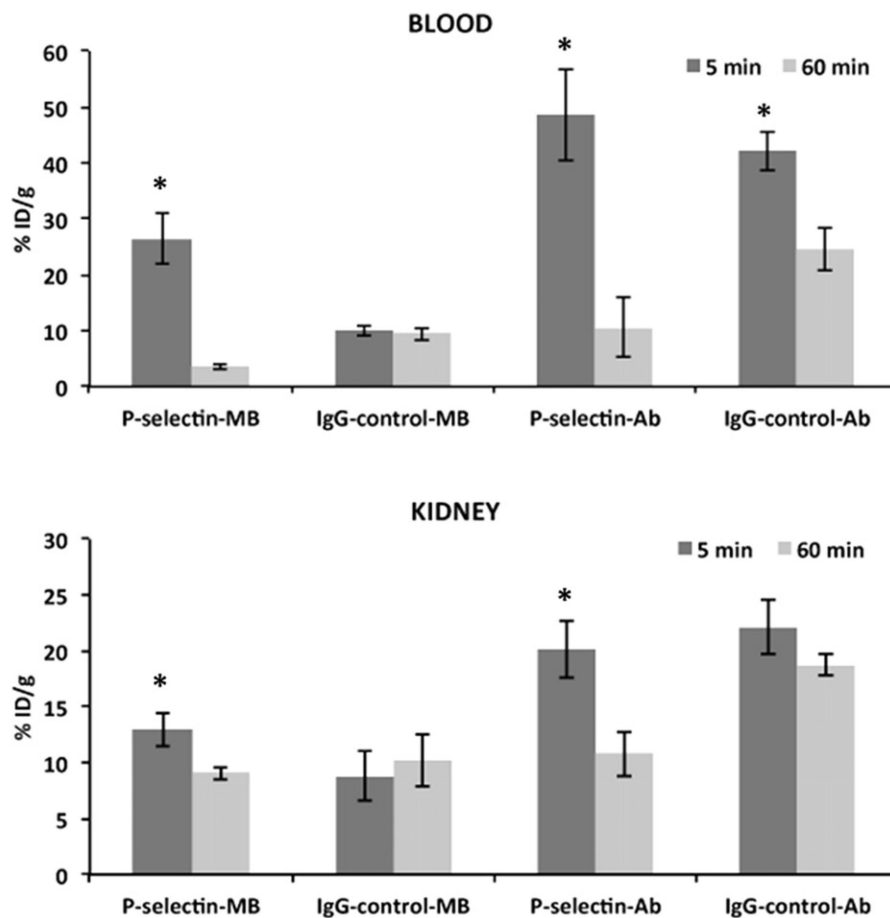 BLOOD
* 5 min 60 min
% ID/g
60
50
40
30
20
10
0
*
*
P-selectin-MB IgG-control-MB P-selectin-Ab IgG-control-Ab
KIDNEY
5 min 60 min
% ID/g
30
25
20
15
10
5
0
*
*
P-selectin-MB IgG-control-MB P-selectin-Ab IgG-control-Ab